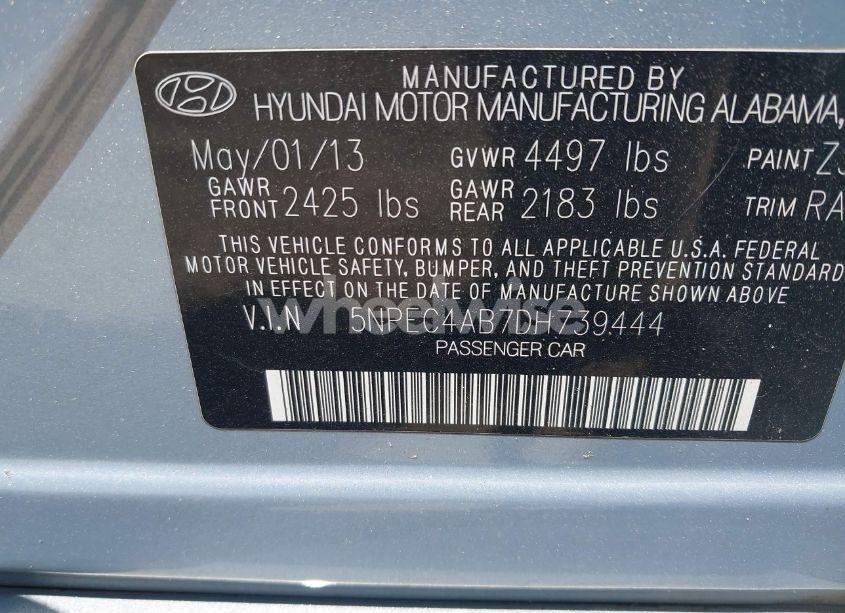 MANUFACTURED BY
HYUNDAI MOTOR MANUFACTURING ALABAMA,
May/01/13 GVWR 4497 lbs PAINT
GAWR FRONT 2425 lbs GAWR REAR 2183 lbs TRIM RA
THIS VEHICLE CONFORMS TO ALL APPLICABLE U.S.A. FEDERAL
MOTOR VEHICLE SAFETY, BUMPER, AND THEFT PREVENTION STANDARD
IN EFFECT ON THE DATE OF MANUFACTURE SHOWN ABOVE
wheelwise
V.I.N 5NPEC4AB7DH739444
PASSENGER CAR